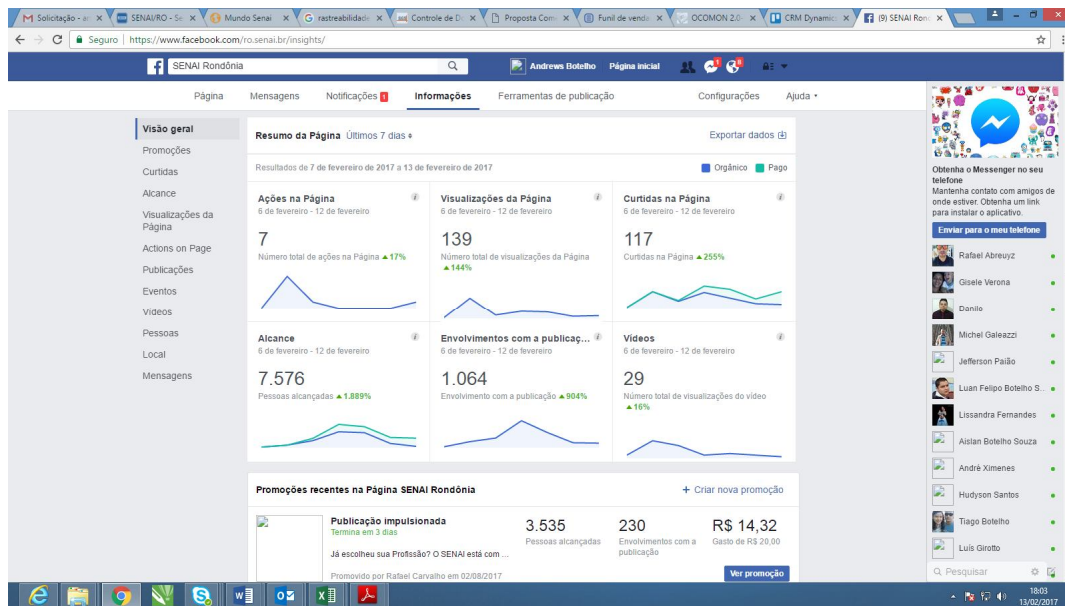 Solicitação - ar
SENAI/RO - Se
Mundo Senai
rastreabilidade
Controle de Do
Proposta Com
Funil de venda
OCOMON 2.0
CRM Dynamic
(9) SENAI Ron
Seguro | https://www.facebook.com/ro.senai.br/insights/
SENAI Rondônia
Andrews Botelho
Página inicial
1
8
Página
Mensagens
Notificações 1
Informações
Ferramentas de publicação
Configurações
Ajuda
Visão geral
Promoções
Curtidas
Alcance
Visualizações da
Página
Actions on Page
Publicações
Eventos
Vídeos
Pessoas
Local
Mensagens
Resumo da Página Últimos 7 dias
Exportar dados
Resultados de 7 de fevereiro de 2017 a 13 de fevereiro de 2017
Orgânico
Pago
Ações na Página
6 de fevereiro - 12 de fevereiro
7
Número total de ações na Página ▲17%
Visualizações da Página
6 de fevereiro - 12 de fevereiro
139
Número total de visualizações da Página
▲144%
Curtidas na Página
6 de fevereiro - 12 de fevereiro
117
Curtidas na Página ▲255%
Alcance
6 de fevereiro - 12 de fevereiro
7.576
Pessoas alcançadas ▲1.889%
Envolvimentos com a publicaç...
6 de fevereiro - 12 de fevereiro
1.064
Envolvimento com a publicação ▲904%
Vídeos
6 de fevereiro - 12 de fevereiro
29
Número total de visualizações do vídeo
▲16%
Promoções recentes na Página SENAI Rondônia
+ Criar nova promoção
Publicação impulsionada
Termina em 3 dias
Já escolheu sua Profissão? O SENAI está com ...
Promovido por Rafael Carvalho em 02/08/2017
3.535
Pessoas alcançadas
230
Envolvimentos com a
publicação
R$ 14,32
Gasto de R$ 20,00
Ver promoção
Obtenha o Messenger no seu
telefone
Mantenha contato com amigos de
onde estiver. Obtenha um link
para instalar o aplicativo.
Enviar para o meu telefone
Rafael Abreuyz
Gisele Verona
Danilo
Michel Galeazzi
Jefferson Paião
Luan Felipo Botelho S...
Lissandra Fernandes
Aislan Botelho Souza
André Ximenes
Hudyson Santos
Tiago Botelho
Luís Girotto
Pesquisar
18:03
13/02/2017